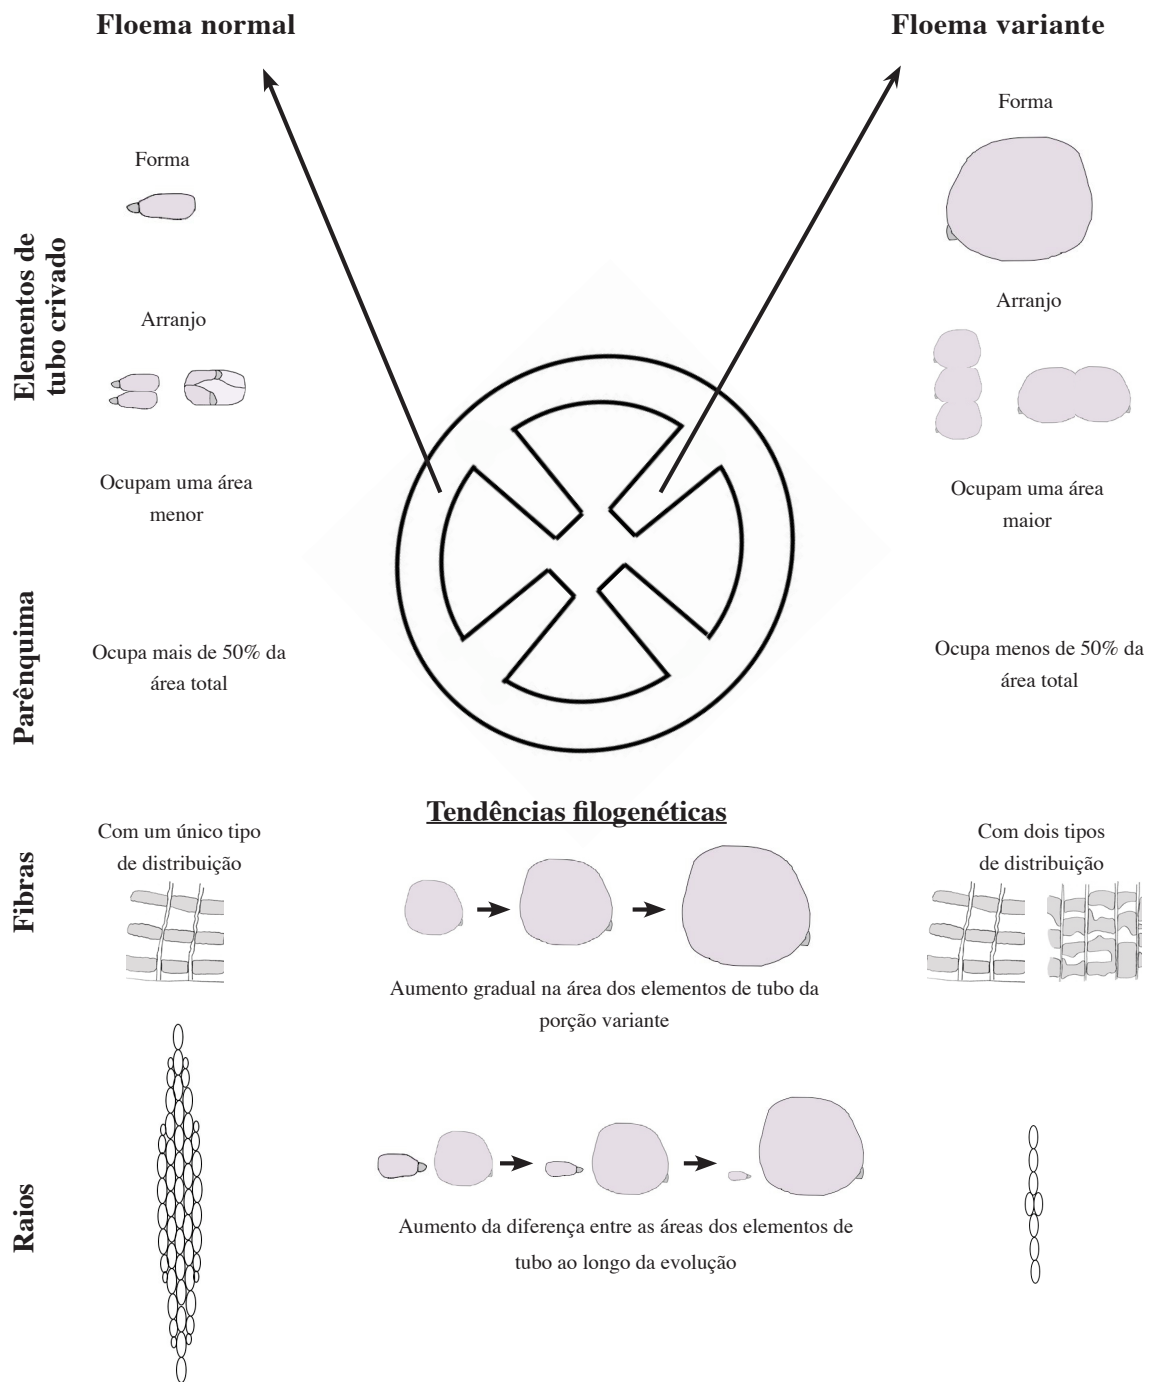 Floema normal
Floema variante
Elementos de
tubo crivado
Forma
Forma
Arranjo
Arranjo
Ocupam uma área
menor
Ocupam uma área
maior
Parênquima
Ocupa mais de 50% da
área total
Ocupa menos de 50% da
área total
Tendências filogenéticas
Fibras
Com um único tipo
de distribuição
Com dois tipos
de distribuição
Aumento gradual na área dos elementos de tubo da
porção variante
Raios
Aumento da diferença entre as áreas dos elementos de
tubo ao longo da evolução